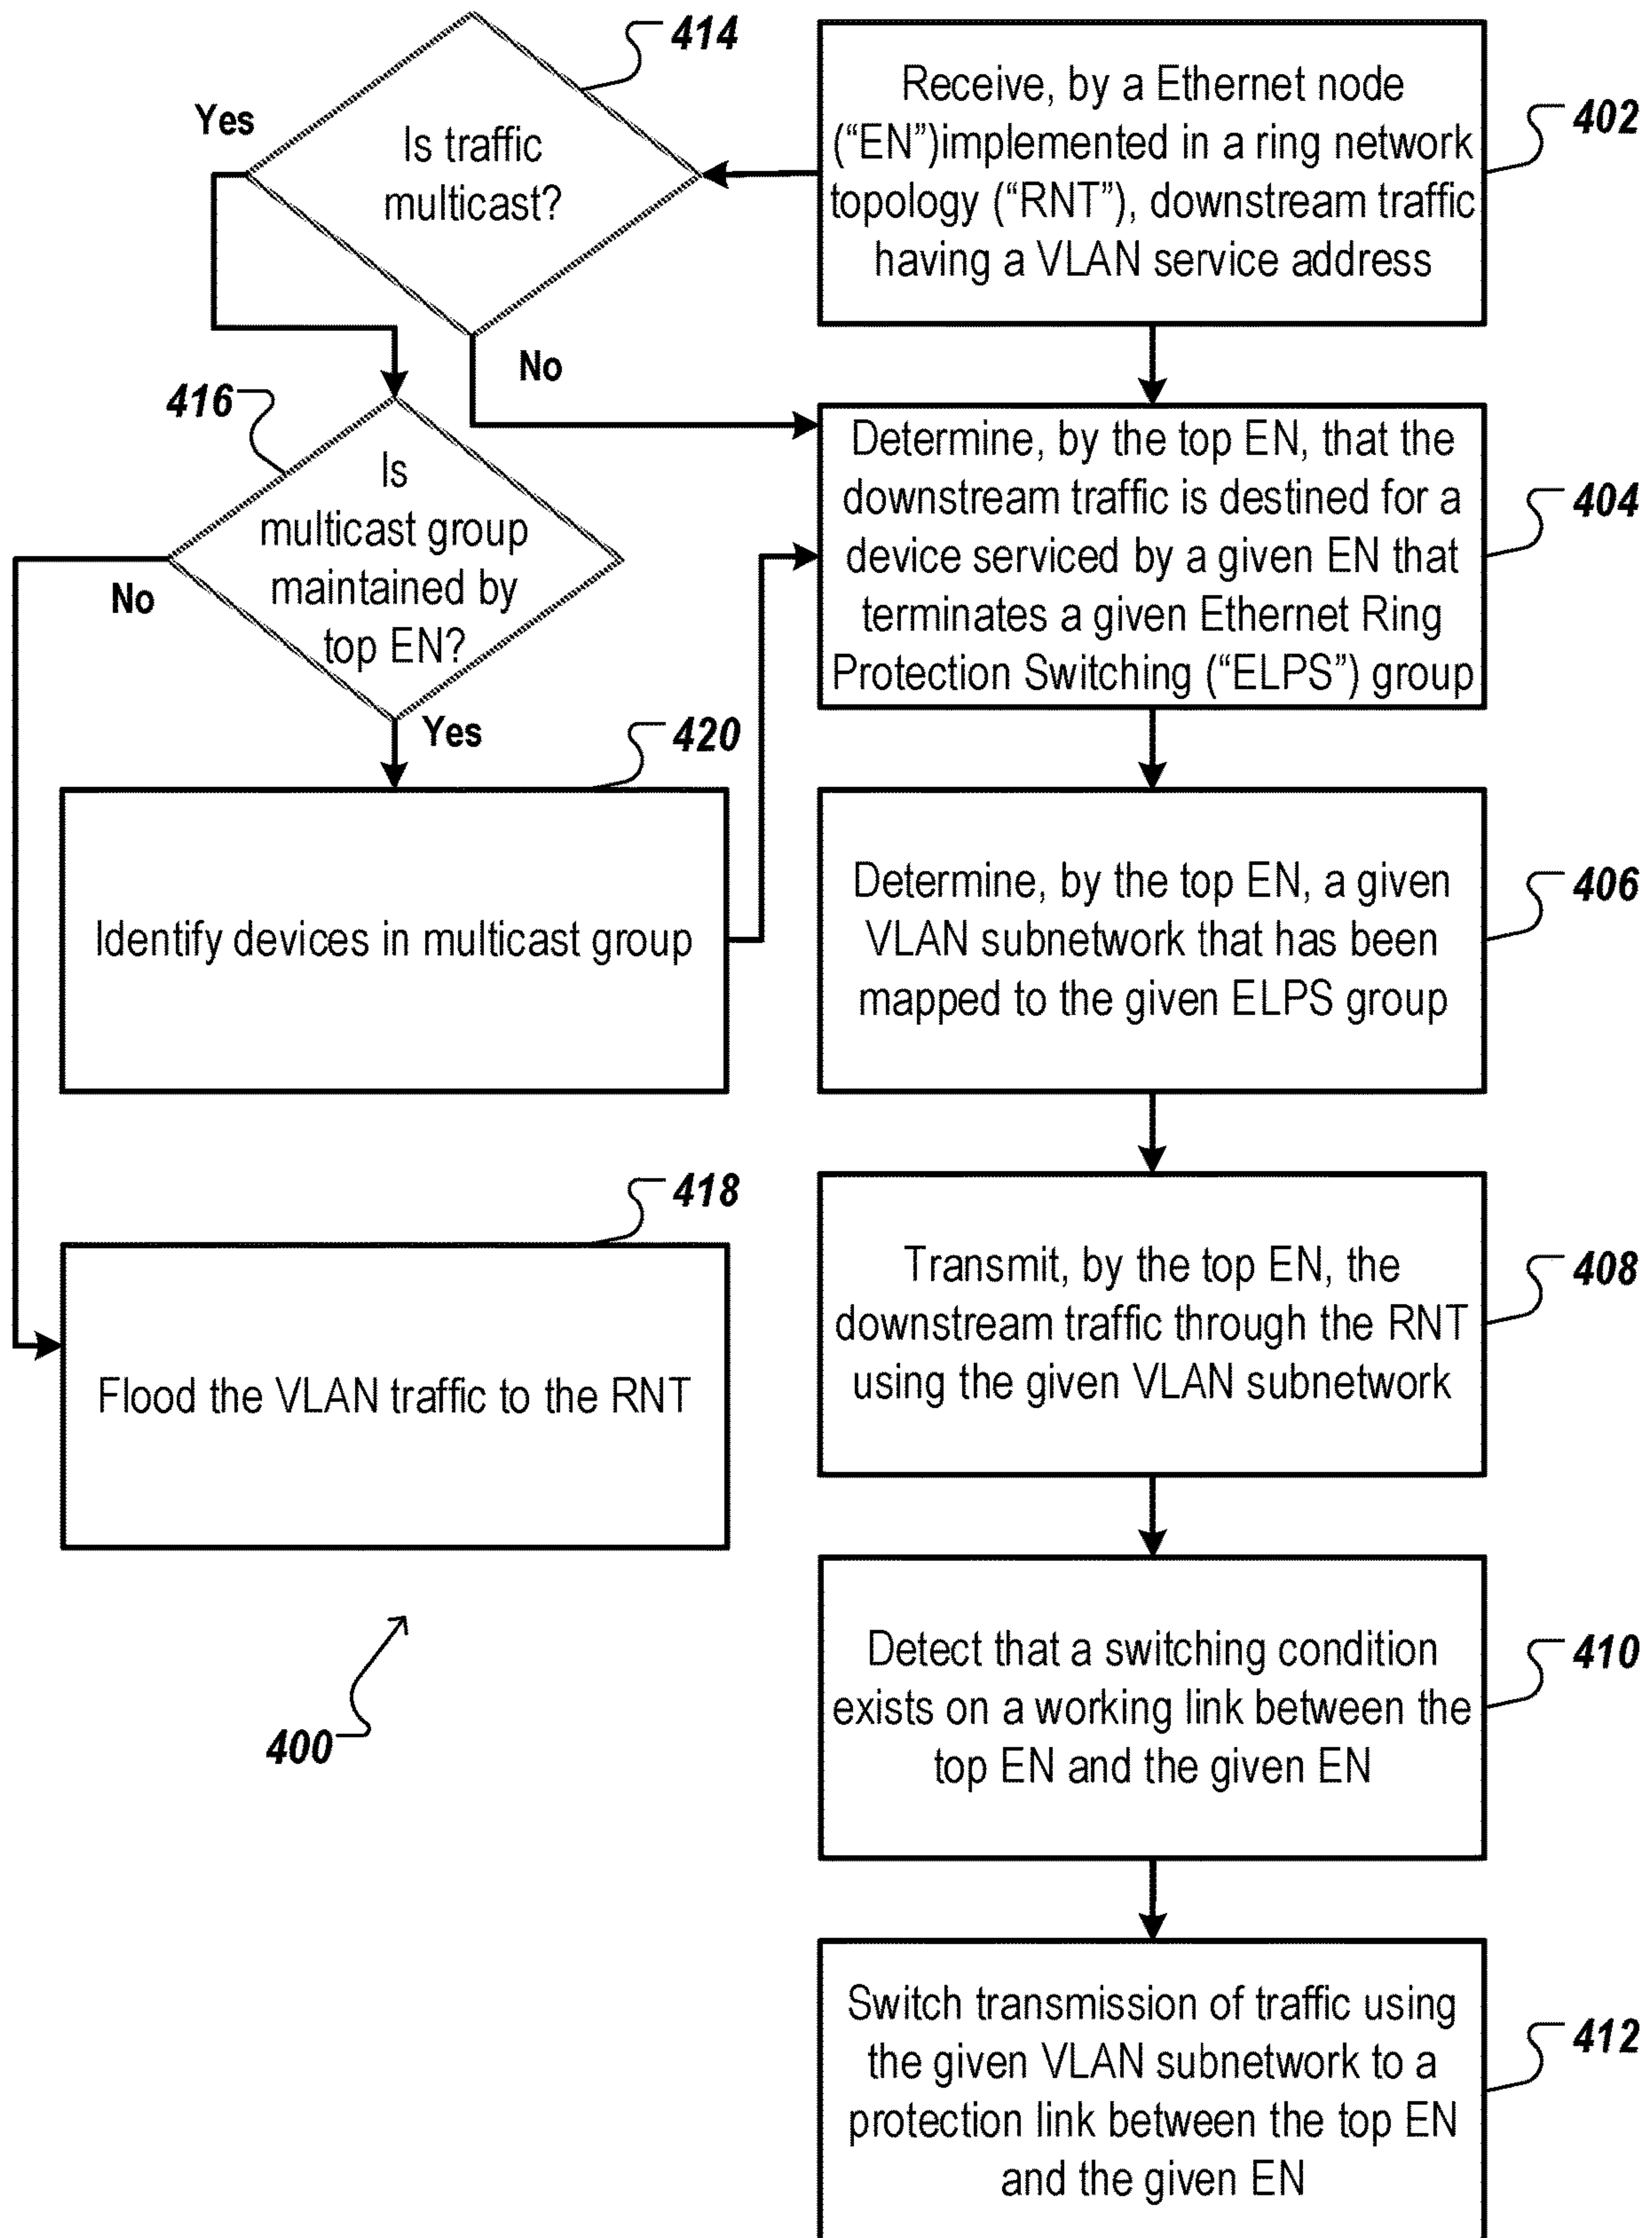 414
Yes
Is traffic
multicast?
No
Receive, by a Ethernet node
(“EN”)implemented in a ring network
topology (“RNT”), downstream traffic
having a VLAN service address
402
416
Is
multicast group
maintained by
top EN?
No
Yes
Determine, by the top EN, that the
downstream traffic is destined for a
device serviced by a given EN that
terminates a given Ethernet Ring
Protection Switching (“ELPS”) group
404
420
Identify devices in multicast group
Determine, by the top EN, a given
VLAN subnetwork that has been
mapped to the given ELPS group
406
418
Flood the VLAN traffic to the RNT
Transmit, by the top EN, the
downstream traffic through the RNT
using the given VLAN subnetwork
408
Detect that a switching condition
exists on a working link between the
top EN and the given EN
410
400
Switch transmission of traffic using
the given VLAN subnetwork to a
protection link between the top EN
and the given EN
412